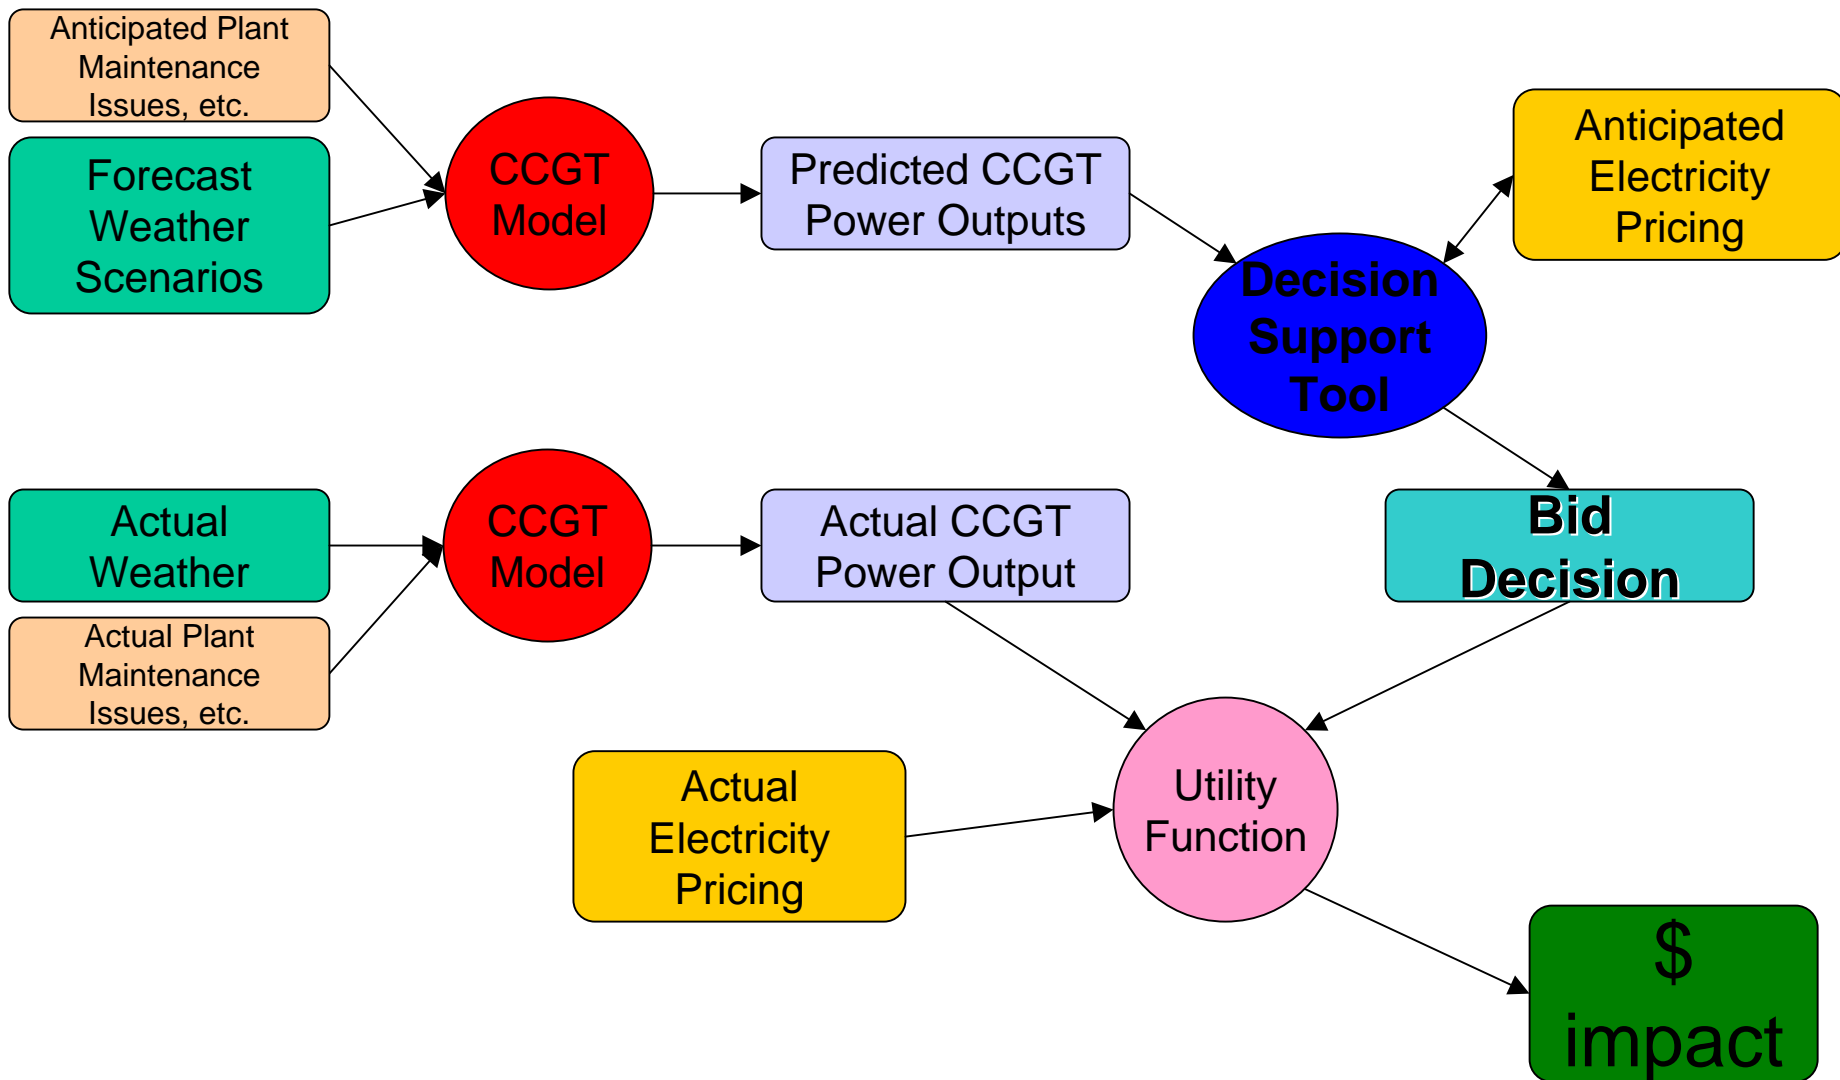 Anticipated Plant
Maintenance
Issues, etc.
Forecast
Weather
Scenarios
CCGT
Model
Predicted CCGT
Power Outputs
Anticipated
Electricity
Pricing
Decision
Support
Tool
Actual
Weather
CCGT
Model
Actual CCGT
Power Output
Bid
Decision
Actual Plant
Maintenance
Issues, etc.
Actual
Electricity
Pricing
Utility
Function
$
impact